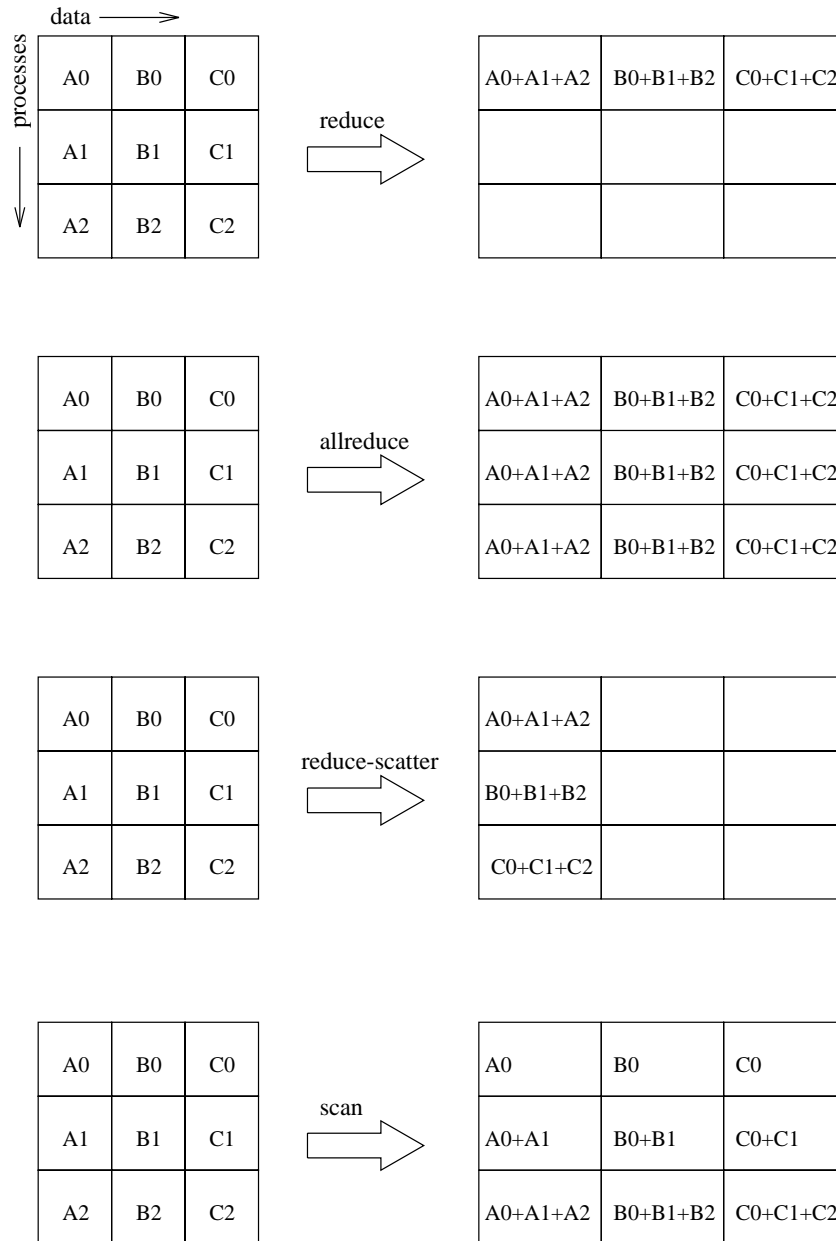 data
processes
A0 B0 C0 A0+A1+A2 B0+B1+B2 C0+C1+C2
reduce
A1 B1 C1
A2 B2 C2
A0 B0 C0 A0+A1+A2 B0+B1+B2 C0+C1+C2
allreduce
A1 B1 C1 A0+A1+A2 B0+B1+B2 C0+C1+C2
A2 B2 C2 A0+A1+A2 B0+B1+B2 C0+C1+C2
A0 B0 C0 A0+A1+A2
reduce-scatter
A1 B1 C1 B0+B1+B2
A2 B2 C2 C0+C1+C2
A0 B0 C0 A0 B0 C0
scan
A1 B1 C1 A0+A1 B0+B1 C0+C1
A2 B2 C2 A0+A1+A2 B0+B1+B2 C0+C1+C2